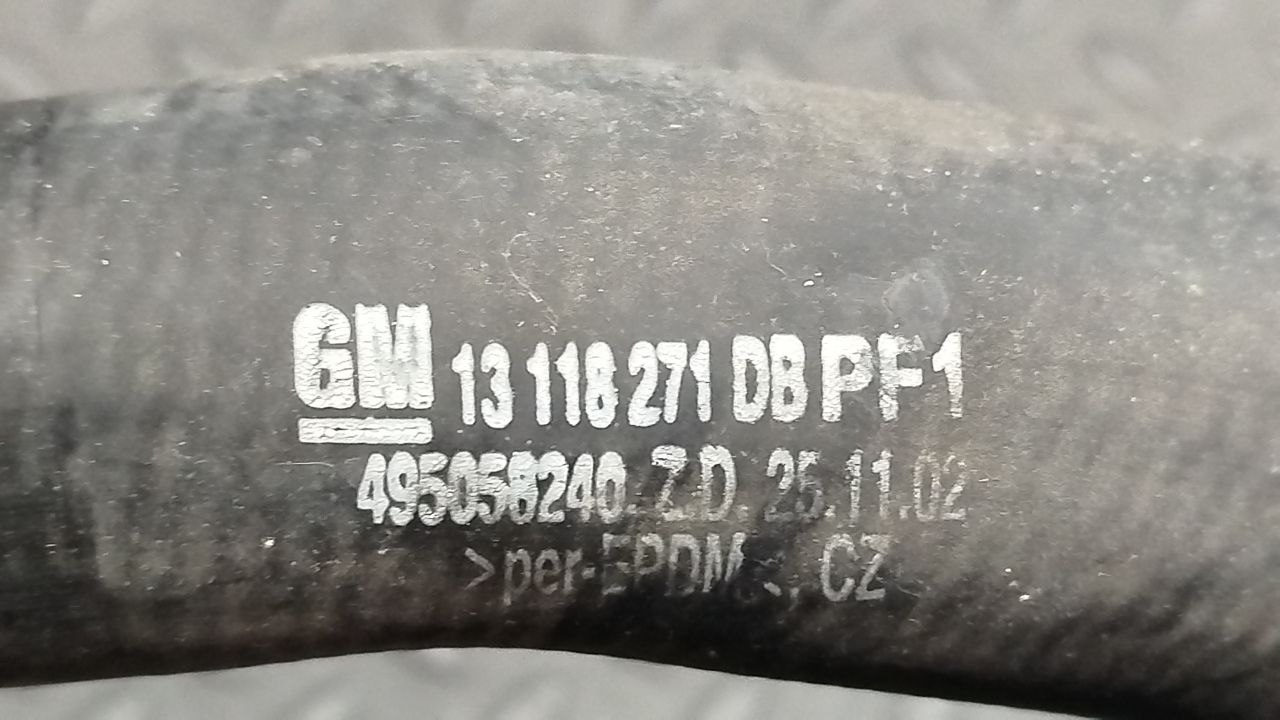 GM 13 118 271 DB PF1
495058240. Z.D. 25.11.02
>per-EPDM<, CZ